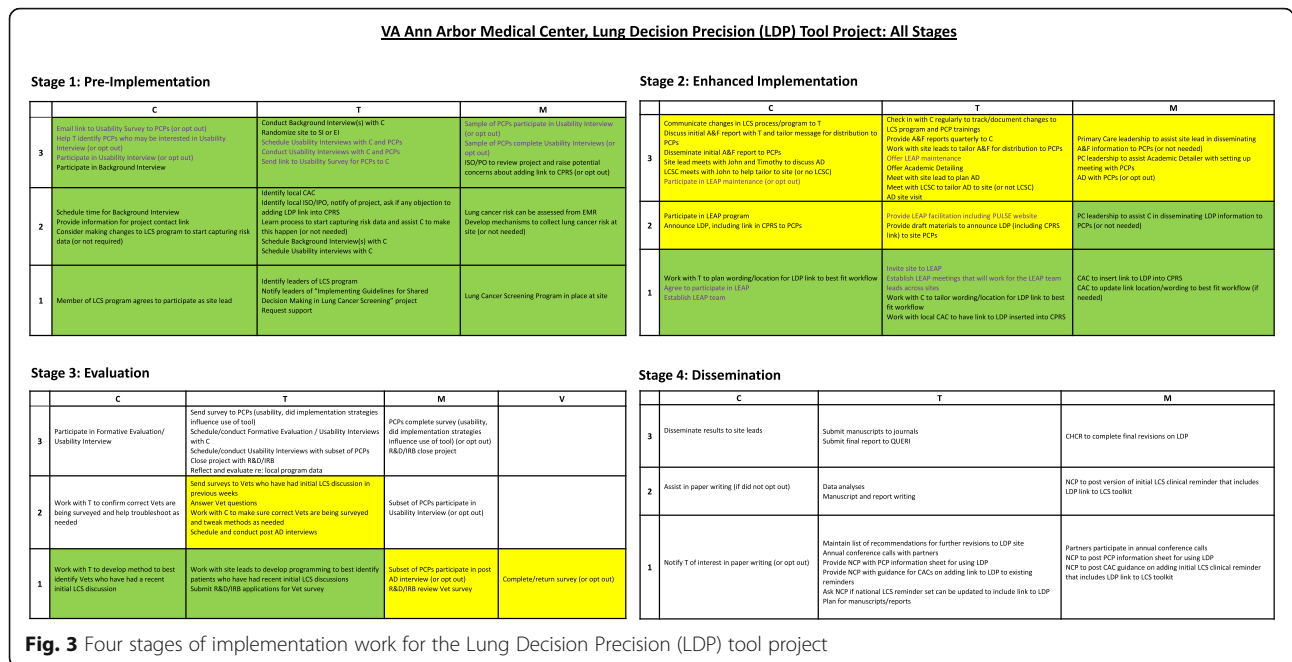 VA Ann Arbor Medical Center, Lung Decision Precision (LDP) Tool Project: All Stages
Stage 1: Pre-Implementation
C
T
M
3
Email link to Usability Survey to PCPs (or opt out)
Help T identify PCPs who may be interested in Usability
Interview (or opt out)
Participate in Usability Interview (or opt out)
Participate in Background Interview
Conduct Background Interview(s) with C
Randomize site to SI or EI
Schedule Usability Interviews with C and PCPs
Conduct Usability Interviews with C and PCPs
Send link to Usability Survey for PCPs to C
Sample of PCPs participate in Usability Interview
(or opt out)
Sample of PCPs complete Usability Interviews (or
opt out)
ISO/PO to review project and raise potential
concerns about adding link to CPRS (or opt out)
2
Schedule time for Background Interview
Provide information for project contact link
Consider making changes to LCS program to start capturing risk
data (or not required)
Identify local CAC
Identify local ISO/IPO, notify of project, ask if any objection to
adding LDP link into CPRS
Learn process to start capturing risk data and assist C to make
this happen (or not needed)
Schedule Background Interview(s) with C
Schedule Usability interviews with C
Lung cancer risk can be assessed from EMR
Develop mechanisms to collect lung cancer risk at
site (or not needed)
1
Member of LCS program agrees to participate as site lead
Identify leaders of LCS program
Notify leaders of "Implementing Guidelines for Shared
Decision Making in Lung Cancer Screening" project
Request support
Lung Cancer Screening Program in place at site
Stage 2: Enhanced Implementation
C
T
M
3
Communicate changes in LCS process/program to T
Discuss initial A&F report with T and tailor message for distribution to
PCPs
Disseminate initial A&F report to PCPs
Site lead meets with John and Timothy to discuss AD
LCSC meets with John to help tailor to site (or no LCSC)
Participate in LEAP maintenance (or opt out)
Check in with C regularly to track/document changes to
LCS program and PCP trainings
Provide A&F reports quarterly to C
Work with site leads to tailor A&F for distribution to PCPs
Offer LEAP maintenance
Offer Academic Detailing
Meet with site lead to plan AD
Meet with LCSC to tailor AD to site (or not LCSC)
AD site visit
Primary Care leadership to assist site lead in disseminating
A&F information to PCPs (or not needed)
PC leadership to assist Academic Detailer with setting up
meeting with PCPs
AD with PCPs (or opt out)
2
Participate in LEAP program
Announce LDP, including link in CPRS to PCPs
Provide LEAP facilitation including PULSE website
Provide draft materials to announce LDP (including CPRS
link) to site PCPs
PC leadership to assist C in disseminating LDP information to
PCPs (or not needed)
1
Work with T to plan wording/location for LDP link to best fit workflow
Agree to participate in LEAP
Establish LEAP team
Invite site to LEAP
Establish LEAP meetings that will work for the LEAP team
leads across sites
Work with C to tailor wording/location for LDP link to best
fit workflow
Work with local CAC to have link to LDP inserted into CPRS
CAC to insert link to LDP into CPRS
CAC to update link location/wording to best fit workflow (if
needed)
Stage 3: Evaluation
C
T
M
V
3
Participate in Formative Evaluation/
Usability Interview
Send survey to PCPs (usability, did implementation strategies
influence use of tool)
Schedule/conduct Formative Evaluation / Usability Interviews
with C
Schedule/conduct Usability Interviews with subset of PCPs
Close project with R&D/IRB
Reflect and evaluate re: local program data
PCPs complete survey (usability,
did implementation strategies
influence use of tool) (or opt out)
R&D/IRB close project
2
Work with T to confirm correct Vets are
being surveyed and help troubleshoot as
needed
Send surveys to Vets who have had initial LCS discussion in
previous weeks
Answer Vet questions
Work with C to make sure correct Vets are being surveyed
and tweak methods as needed
Schedule and conduct post AD interviews
Subset of PCPs participate in
Usability Interview (or opt out)
1
Work with T to develop method to best
identify Vets who have had a recent
initial LCS discussion
Work with site leads to develop programming to best identify
patients who have had recent initial LCS discussions
Submit R&D/IRB applications for Vet survey
Subset of PCPs participate in post
AD interview (or opt out)
R&D/IRB review Vet survey
Complete/return survey (or opt out)
Stage 4: Dissemination
C
T
M
3
Disseminate results to site leads
Submit manuscripts to journals
Submit final report to QUERI
CHCR to complete final revisions on LDP
2
Assist in paper writing (if did not opt out)
Data analyses
Manuscript and report writing
NCP to post version of initial LCS clinical reminder that includes
LDP link to LCS toolkit
1
Notify T of interest in paper writing (or opt out)
Maintain list of recommendations for further revisions to LDP site
Annual conference calls with partners
Provide NCP with PCP information sheet for using LDP
Provide NCP with guidance for CACs on adding link to LDP to existing
reminders
Ask NCP if national LCS reminder set can be updated to include link to LDP
Plan for manuscripts/reports
Partners participate in annual conference calls
NCP to post PCP information sheet for using LDP
NCP to post CAC guidance on adding initial LCS clinical reminder
that includes LDP link to LCS toolkit
Fig. 3 Four stages of implementation work for the Lung Decision Precision (LDP) tool project